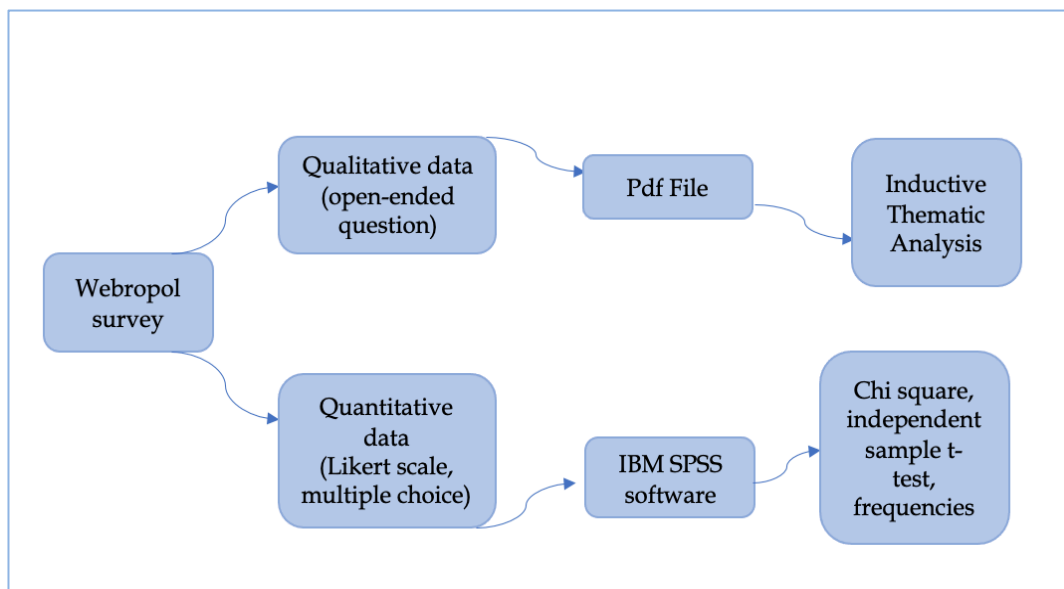 Webropol
survey
Qualitative data
(open-ended
question)
Pdf File
Inductive
Thematic
Analysis
Quantitative
data
(Likert scale,
multiple choice)
IBM SPSS
software
Chi square,
independent
sample t-
test,
frequencies